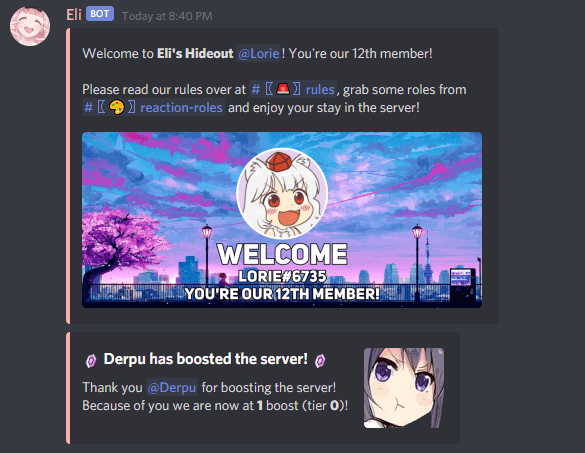 Eli BOT Today at 8:40 PM
Welcome to Eli's Hideout @Lorie! You're our 12th member!
Please read our rules over at #〖🚨〗rules, grab some roles from
#〖🎨〗reaction-roles and enjoy your stay in the server!
WELCOME
LORIE#6735
YOU'RE OUR 12TH MEMBER!
Derpu has boosted the server!
Thank you @Derpu for boosting the server!
Because of you we are now at 1 boost (tier 0)!